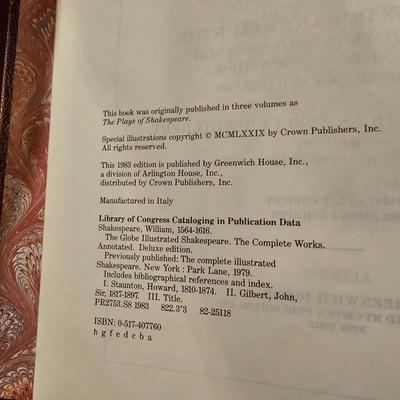 This book was originally published in three volumes as
The Plays of Shakespeare.
Special illustrations copyright © MCMLXXIX by Crown Publishers, Inc.
All rights reserved.
This 1983 edition is published by Greenwich House, Inc.,
a division of Arlington House, Inc.,
distributed by Crown Publishers, Inc.
Manufactured in Italy
Library of Congress Cataloging in Publication Data
Shakespeare, William, 1564-1616.
The Globe Illustrated Shakespeare. The Complete Works.
Annotated. Deluxe edition.
Previously published: The complete illustrated
Shakespeare. New York : Park Lane, 1979.
Includes bibliographical references and index.
I. Staunton, Howard, 1810-1874. II. Gilbert, John,
Sir, 1817-1897. III. Title.
PR2753.S8 1983 822.3'3 82-25118
ISBN: 0-517-407760
h g f e d c b a